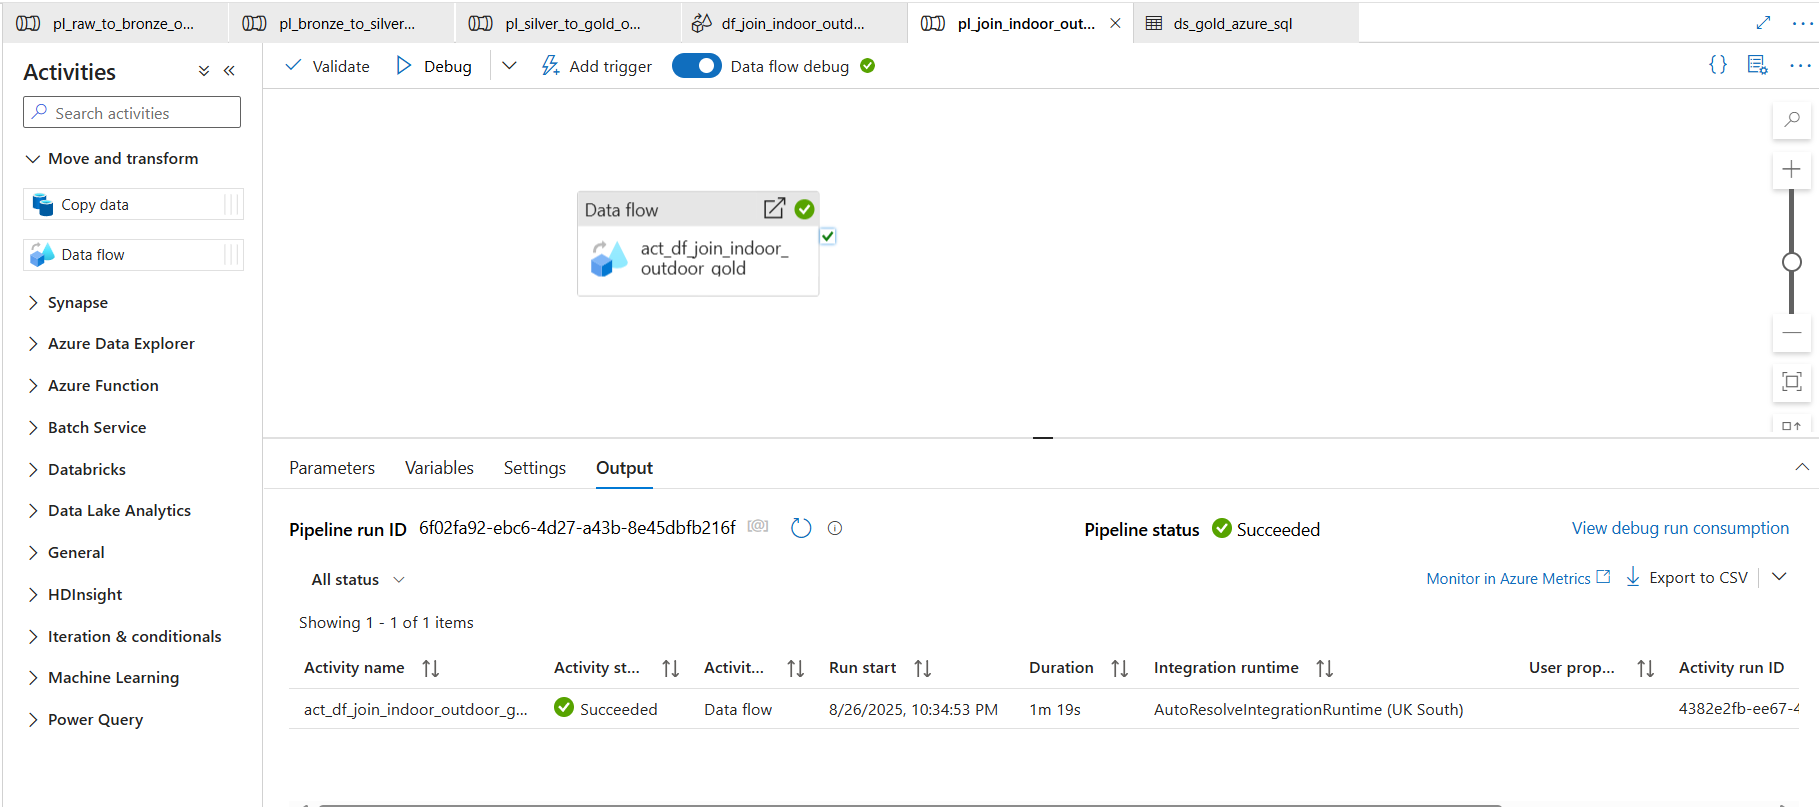 pl_raw_to_bronze_o...
pl_bronze_to_silver...
pl_silver_to_gold_o...
df_join_indoor_outd...
pl_join_indoor_out...
ds_gold_azure_sql
Activities
Validate
Debug
Add trigger
Data flow debug
Search activities
Move and transform
Copy data
Data flow
Synapse
Azure Data Explorer
Azure Function
Batch Service
Databricks
Data Lake Analytics
General
HDInsight
Iteration & conditionals
Machine Learning
Power Query
Data flow
act_df_join_indoor_
outdoor_gold
Parameters
Variables
Settings
Output
Pipeline run ID 6f02fa92-ebc6-4d27-a43b-8e45dbfb216f
Pipeline status Succeeded
View debug run consumption
All status
Monitor in Azure Metrics
Export to CSV
Showing 1 - 1 of 1 items
Activity name Activity st... Activit... Run start Duration Integration runtime User prop... Activity run ID
act_df_join_indoor_outdoor_g... Succeeded Data flow 8/26/2025, 10:34:53 PM 1m 19s AutoResolveIntegrationRuntime (UK South) 4382e2fb-ee67-4